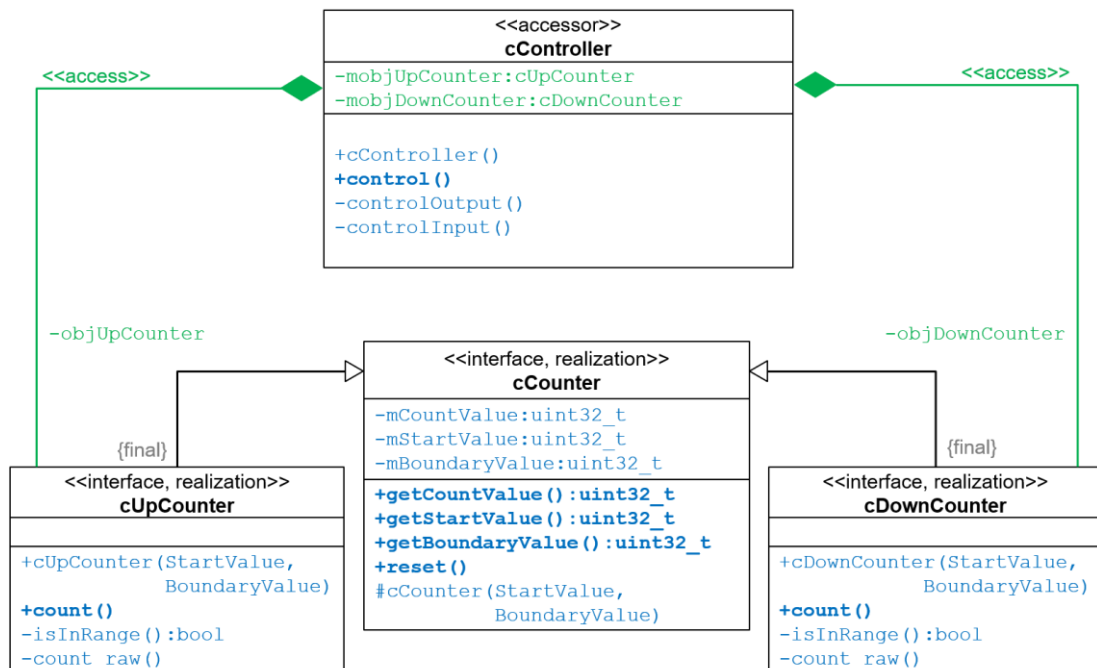 <<accessor>>
cController
<<access>>
<<access>>
-mobjUpCounter:cUpCounter
-mobjDownCounter:cDownCounter
+cController()
+control()
-controlOutput()
-controlInput()
-objUpCounter
-objDownCounter
<<interface, realization>>
cCounter
-mCountValue:uint32_t
-mStartValue:uint32_t
-mBoundaryValue:uint32_t
+getCountValue():uint32_t
+getStartValue():uint32_t
+getBoundaryValue():uint32_t
+reset()
#cCounter(StartValue,
BoundaryValue)
{final}
<<interface, realization>>
cUpCounter
+cUpCounter(StartValue,
BoundaryValue)
+count()
-isInRange():bool
-count_raw()
{final}
<<interface, realization>>
cDownCounter
+cDownCounter(StartValue,
BoundaryValue)
+count()
-isInRange():bool
-count_raw()